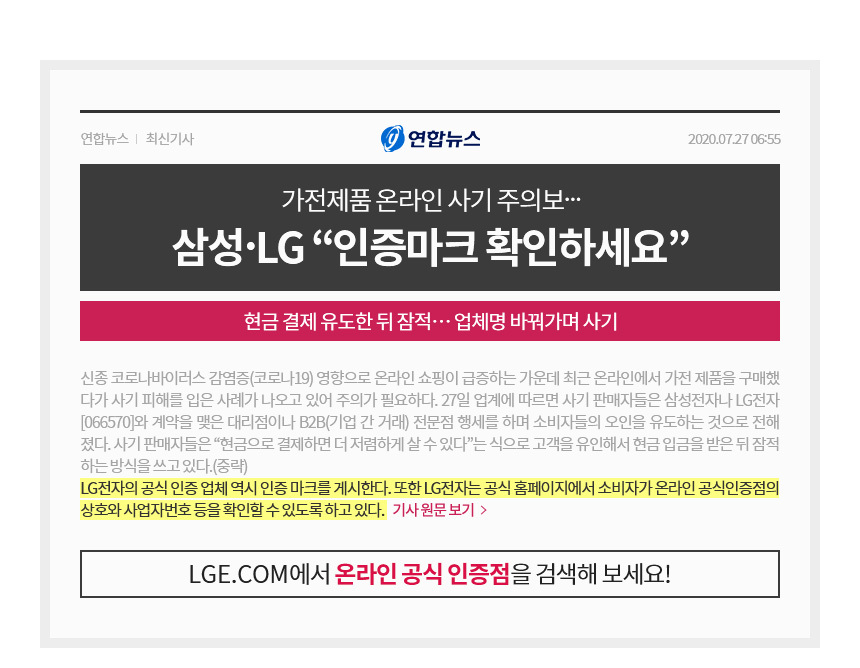 연합뉴스 | 최신기사
연합뉴스
2020.07.27 06:55
가전제품 온라인 사기 주의보···
삼성·LG “인증마크 확인하세요”
현금 결제 유도한 뒤 잠적··· 업체명 바꿔가며 사기
신종 코로나바이러스 감염증(코로나19) 영향으로 온라인 쇼핑이 급증하는 가운데 최근 온라인에서 가전 제품을 구매했
다가 사기 피해를 입은 사례가 나오고 있어 주의가 필요하다. 27일 업계에 따르면 사기 판매자들은 삼성전자나 LG전자
[066570]와 계약을 맺은 대리점이나 B2B(기업 간 거래) 전문점 행세를 하며 소비자들의 오인을 유도하는 것으로 전해
졌다. 사기 판매자들은 “현금으로 결제하면 더 저렴하게 살 수 있다”는 식으로 고객을 유인해서 현금 입금을 받은 뒤 잠적
하는 방식을 쓰고 있다.(중략)
LG전자의 공식 인증 업체 역시 인증 마크를 게시한다. 또한 LG전자는 공식 홈페이지에서 소비자가 온라인 공식인증점의
상호와 사업자번호 등을 확인할 수 있도록 하고 있다. 기사 원문 보기 >
LGE.COM에서 온라인 공식 인증점을 검색해 보세요!